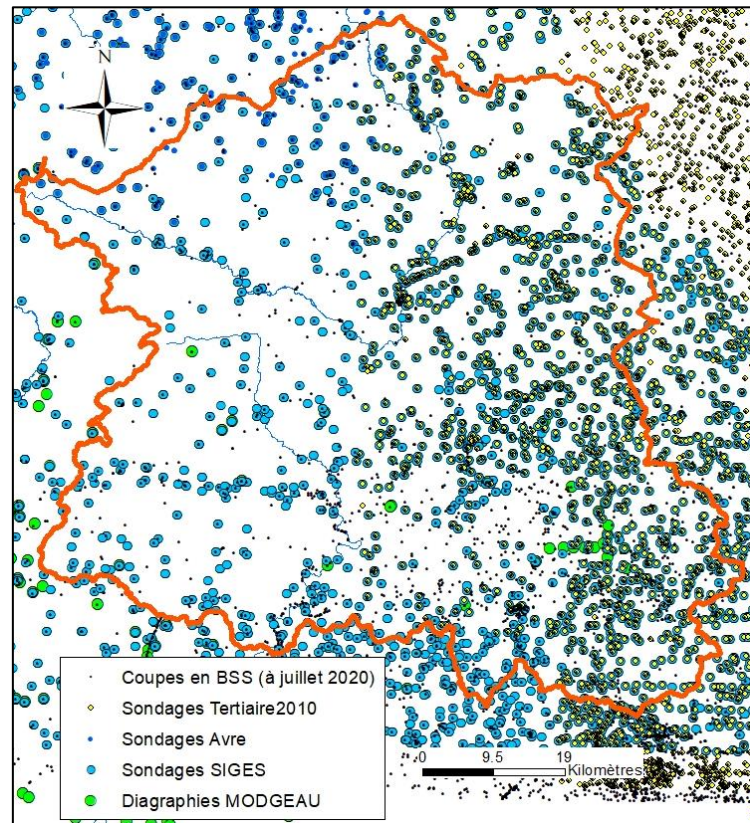 N
Coupes en BSS (à juillet 2020)
Sondages Tertiaire2010
Sondages Avre
Sondages SIGES
Diagraphies MODGEAU
0 9.5 19
Kilomètres